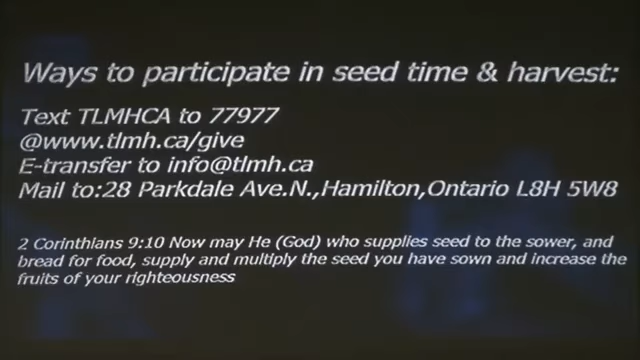 Ways to participate in seed time & harvest:
Text TLMHCA to 77977
@www.tlmh.ca/give
E-transfer to info@tlmh.ca
Mail to:28 Parkdale Ave.N.,Hamilton,Ontario L8H 5W8
2 Corinthians 9:10 Now may He (God) who supplies seed to the sower, and
bread for food, supply and multiply the seed you have sown and increase the
fruits of your righteousness